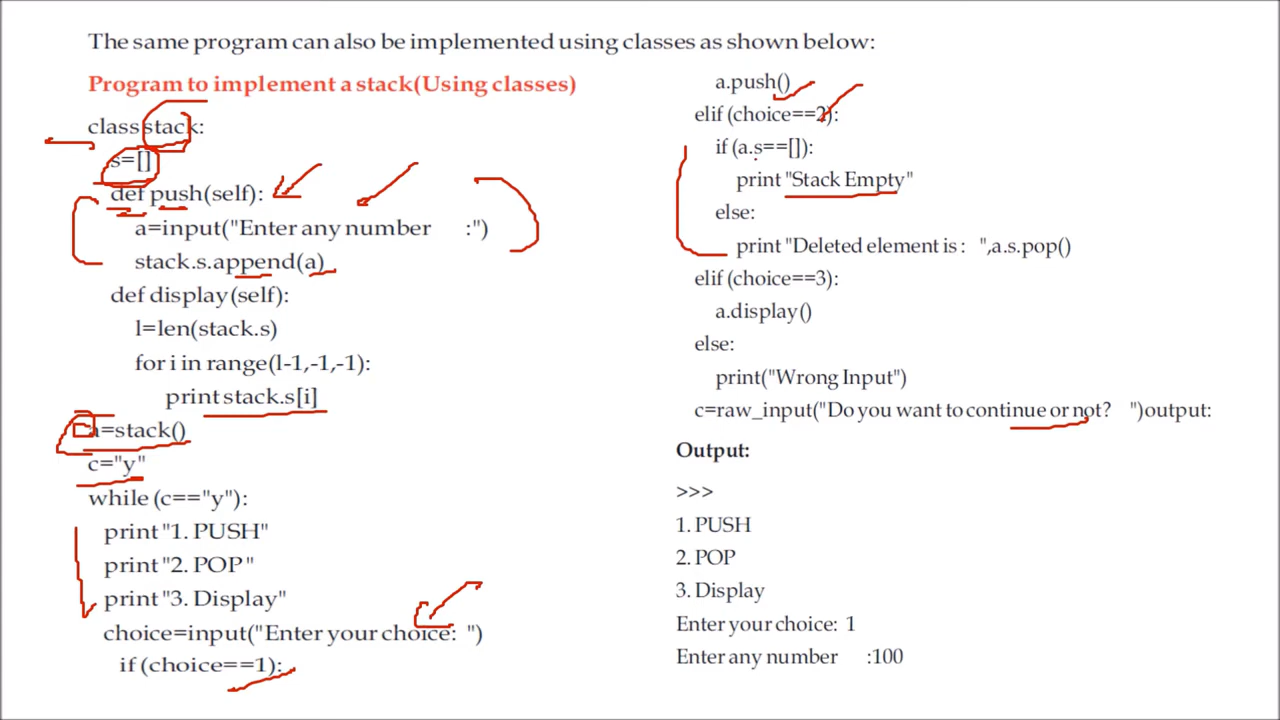 The same program can also be implemented using classes as shown below:
Program to implement a stack(Using classes)
class stack:
s=[]
def push(self):
a=input("Enter any number :")
stack.s.append(a)
def display(self):
l=len(stack.s)
for i in range(l-1,-1,-1):
print stack.s[i]
a=stack()
c="y"
while (c=="y"):
print "1. PUSH"
print "2. POP"
print "3. Display"
choice=input("Enter your choice: ")
if (choice==1):
a.push()
elif (choice==2):
if (a.s==[]):
print "Stack Empty"
else:
print "Deleted element is : ",a.s.pop()
elif (choice==3):
a.display()
else:
print("Wrong Input")
c=raw_input("Do you want to continue or not? ")output:
Output:
>>>
1. PUSH
2. POP
3. Display
Enter your choice: 1
Enter any number :100